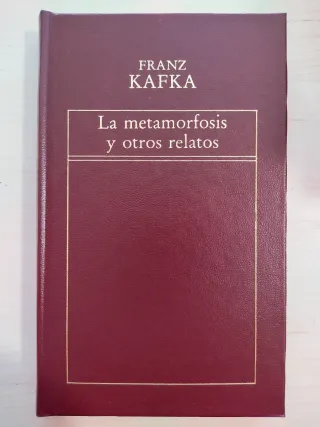 FRANZ
KAFKA
La metamorfosis
y otros relatos